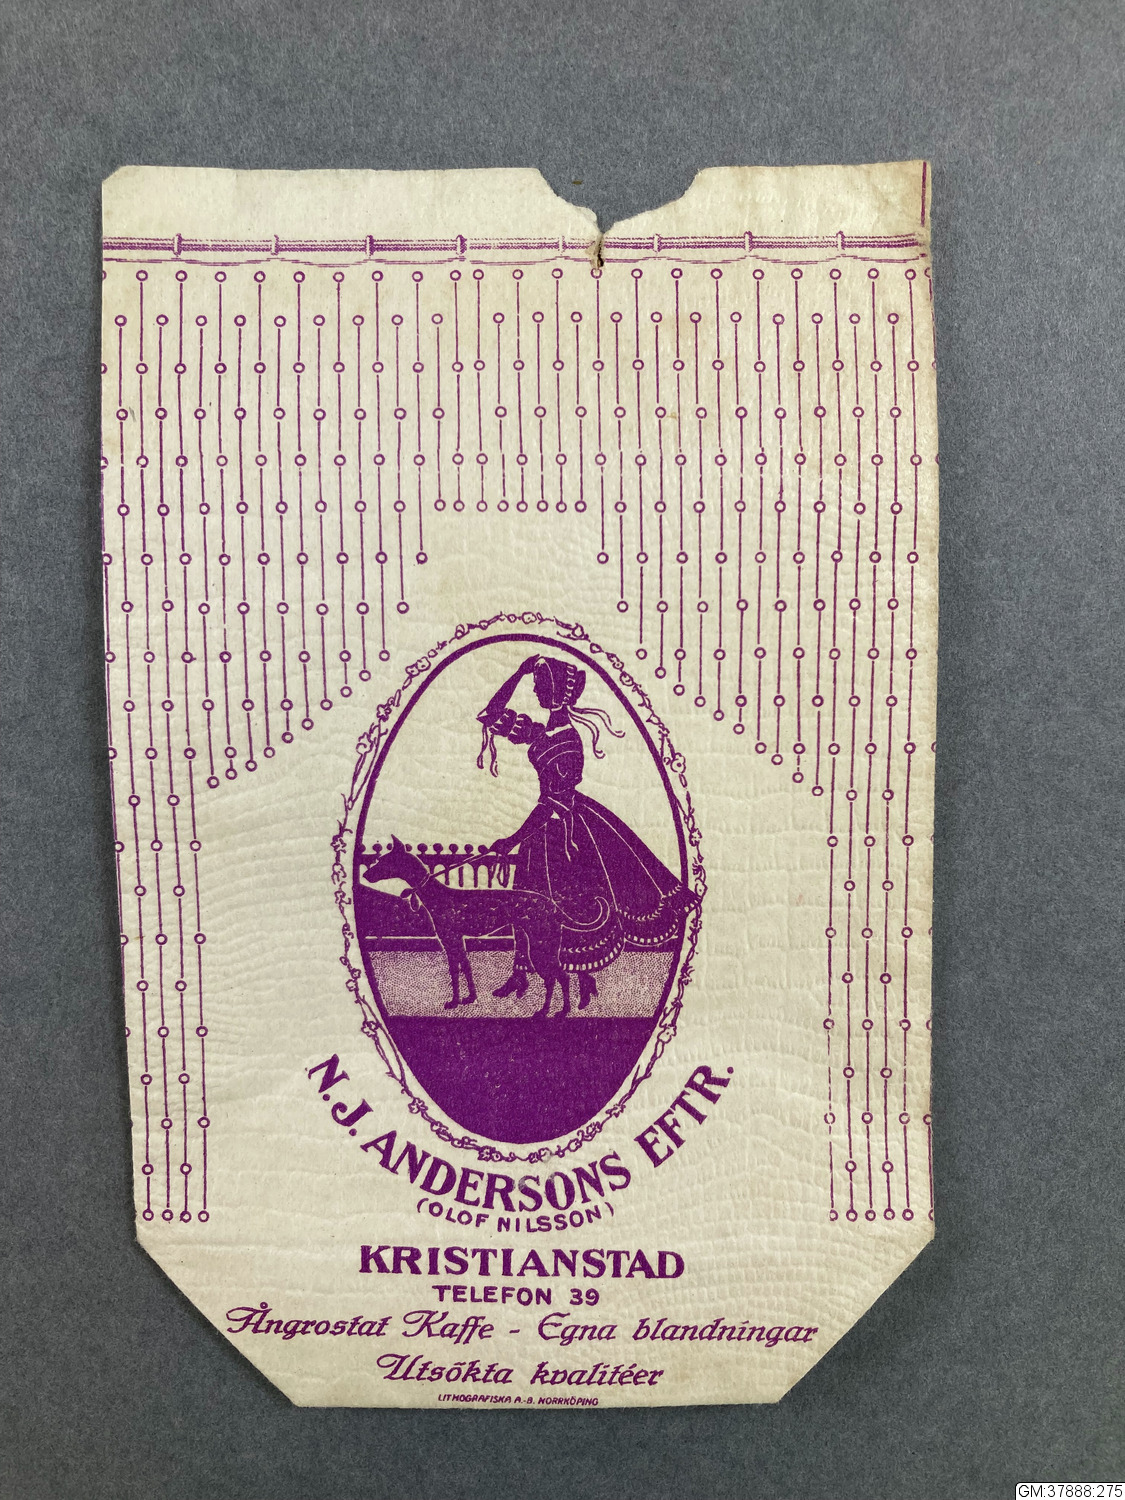 N. J. ANDERSONS EFTR.
(OLOF NILSSON)
KRISTIANSTAD
TELEFON 39
Ångrostat Kaffe - Egna blandningar
Utsökta kvalitéer
LITHOGRAFISKA A.-B. NORRKÖPING
GM:37888:275